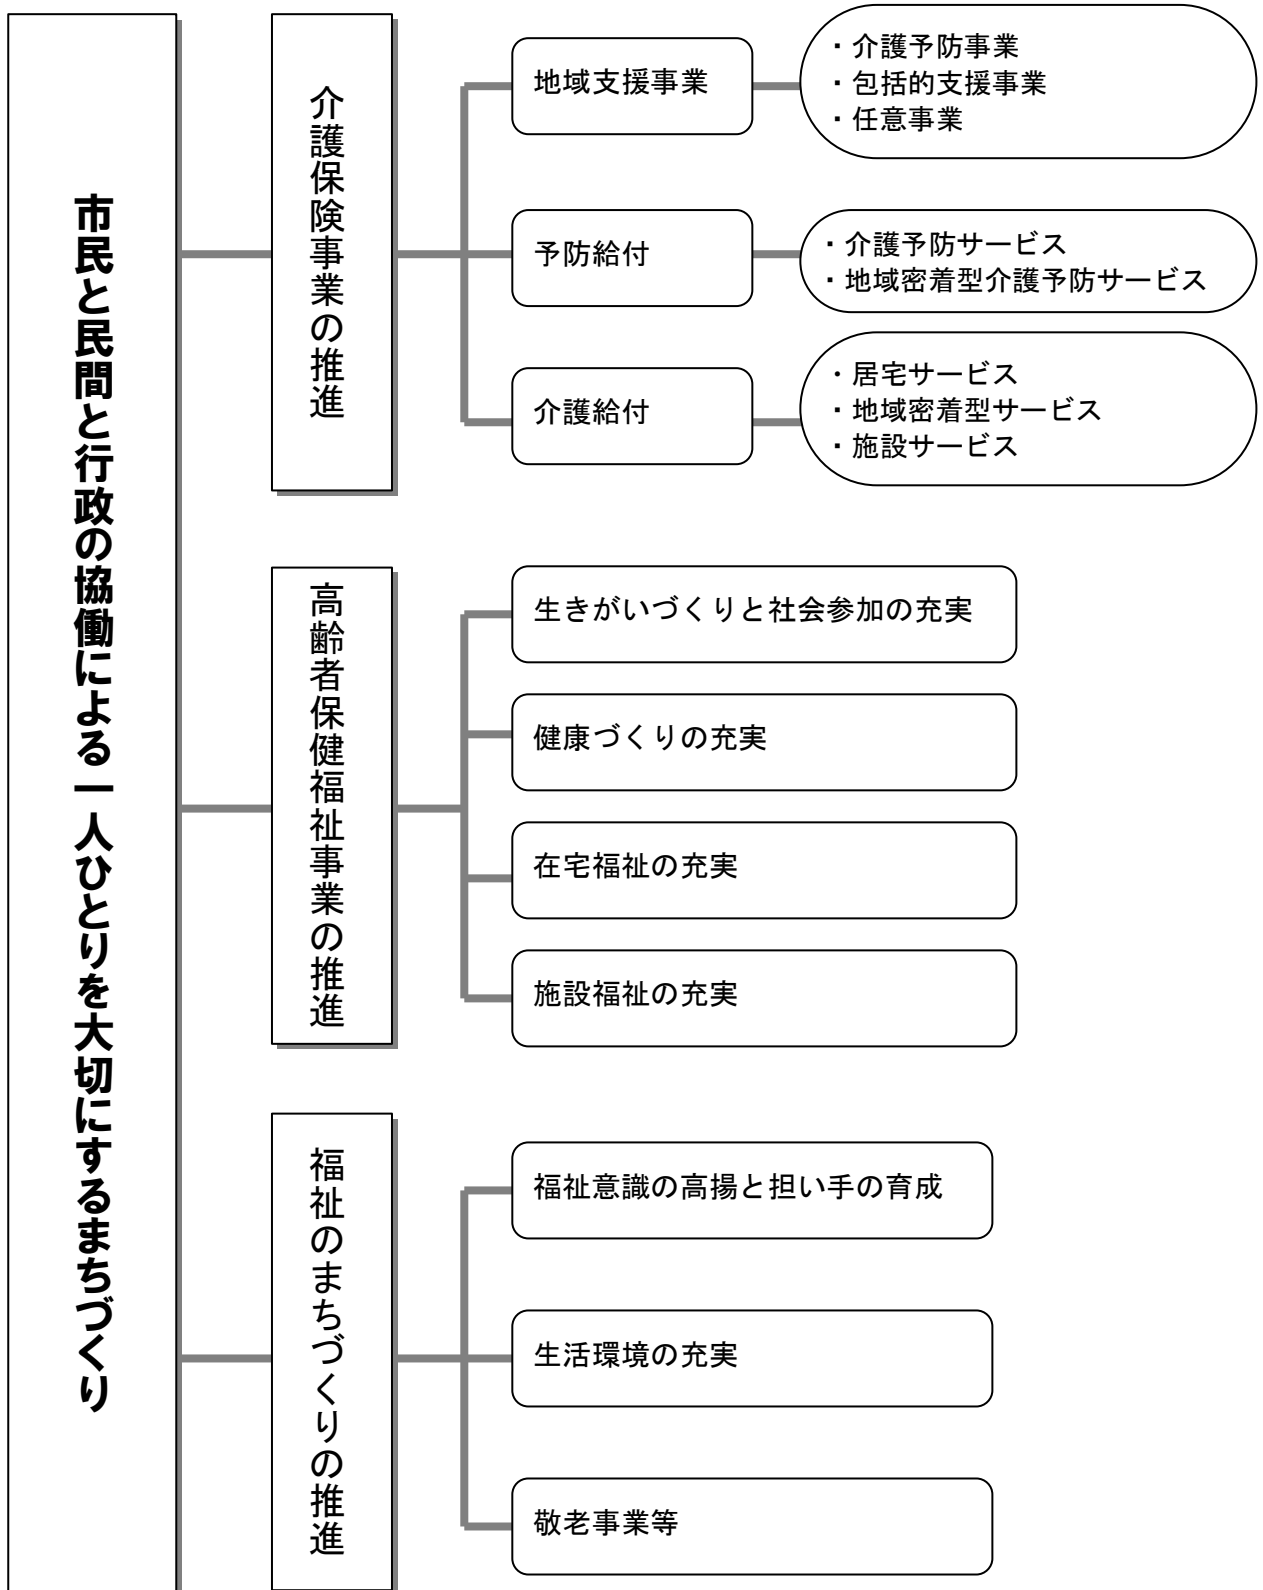 市民と民間と行政の協働による一人ひとりを大切にするまちづくり
介護保険事業の推進
地域支援事業
・介護予防事業
・包括的支援事業
・任意事業
予防給付
・介護予防サービス
・地域密着型介護予防サービス
介護給付
・居宅サービス
・地域密着型サービス
・施設サービス
高齢者保健福祉事業の推進
生きがいづくりと社会参加の充実
健康づくりの充実
在宅福祉の充実
施設福祉の充実
福祉のまちづくりの推進
福祉意識の高揚と担い手の育成
生活環境の充実
敬老事業等